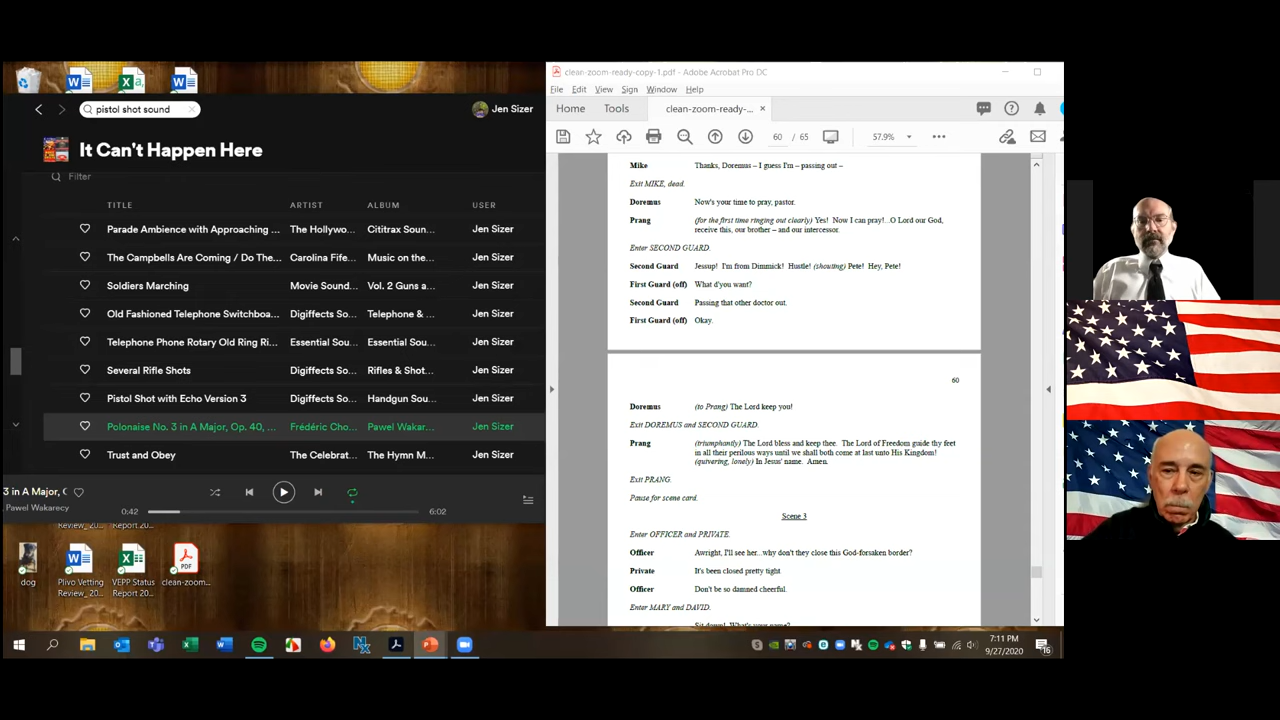 pistol shot sound
Jen Sizer
It Can't Happen Here
Filter
TITLE ARTIST ALBUM USER
Parade Ambience with Approaching ... The Hollywo... Cititrax Soun... Jen Sizer
The Campbells Are Coming / Do The... Carolina Fife... Music on the... Jen Sizer
Soldiers Marching Movie Sound... Vol. 2 Guns a... Jen Sizer
Old Fashioned Telephone Switchboa... Digiffects So... Telephone & ... Jen Sizer
Telephone Phone Rotary Old Ring Ri... Essential Sou... Essential Sou... Jen Sizer
Several Rifle Shots Digiffects So... Rifles & Shot... Jen Sizer
Pistol Shot with Echo Version 3 Digiffects So... Handgun Sou... Jen Sizer
Polonaise No. 3 in A Major, Op. 40, ... Frédéric Cho... Pawel Wakar... Jen Sizer
Trust and Obey The Celebrat... The Hymn M... Jen Sizer
3 in A Major, O
Pawel Wakarecy
0:42 6:02
Review_20... Report 20...
dog
Plivo Vetting
Review_20...
VEPP Status
Report 20...
PDF
clean-zoom...
clean-zoom-ready-copy-1.pdf - Adobe Acrobat Pro DC
File Edit View Sign Window Help
Home Tools clean-zoom-ready-... ×
60 / 65 57.9%
Mike Thanks, Doremus – I guess I'm – passing out –
Exit MIKE, dead.
Doremus Now's your time to pray, pastor.
Prang (for the first time ringing out clearly) Yes! Now I can pray!...O Lord our God,
receive this, our brother – and our intercessor.
Enter SECOND GUARD.
Second Guard Jessup! I'm from Dimmick! Hustle! (shouting) Pete! Hey, Pete!
First Guard (off) What d'you want?
Second Guard Passing that other doctor out.
First Guard (off) Okay.
60
Doremus (to Prang) The Lord keep you!
Exit DOREMUS and SECOND GUARD.
Prang (triumphantly) The Lord bless and keep thee. The Lord of Freedom guide thy feet
in all their perilous ways until we shall both come at last unto His Kingdom!
(quivering, lonely) In Jesus' name. Amen.
Exit PRANG.
Pause for scene card.
Scene 3
Enter OFFICER and PRIVATE.
Officer Awright, I'll see her...why don't they close this God-forsaken border?
Private It's been closed pretty tight.
Officer Don't be so damned cheerful.
Enter MARY and DAVID.
Sit down! What's your name?
7:11 PM
9/27/2020
16